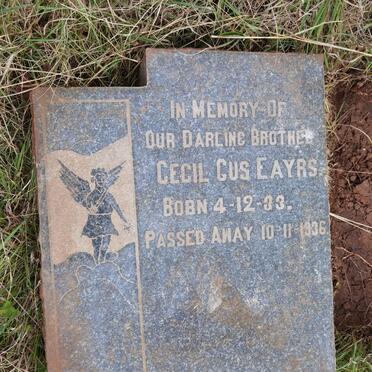 IN MEMORY OF
OUR DARLING BROTHER
CECIL GUS EAYRS
BORN 4-12-33.
PASSED AWAY 10-11-1936